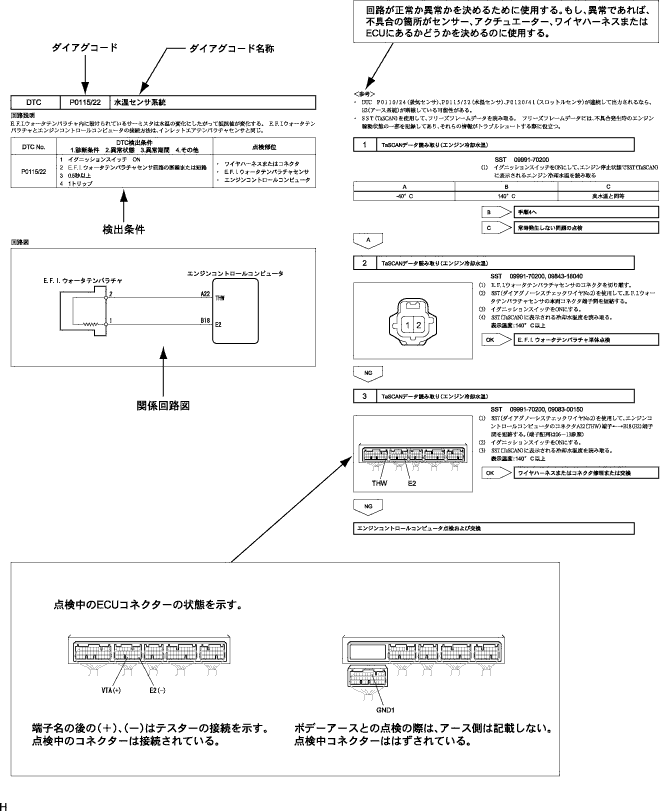 回路が正常か異常かを決めるために使用する。もし、異常であれば、
不具合の箇所がセンサー、アクチュエーター、ワイヤハーネスまたは
ECUにあるかどうかを決めるのに使用する。
ダイアグコード
ダイアグコード名称
DTC P0115/22 水温センサ系統
回路説明
E.F.I.ウォータテンパラチャ内に設けられているサーミスタは水温の変化にしたがって抵抗値が変化する。 E.F.I.ウォータテン
パラチャとエンジンコントロールコンピュータの接続方法は、インレットエアテンパラチャセンサと同じ。
DTC No. DTC検出条件 点検部位
1.診断条件 2.異常状態 3.異常期間 4.その他
P0115/22
1 イグニッションスイッチ ON
2 E.F.I.ウォータテンパラチャセンサ回路の断線または短絡
3 0.5秒以上
4 1トリップ
・ ワイヤハーネスまたはコネクタ
・ E.F.I.ウォータテンパラチャセンサ
・ エンジンコントロールコンピュータ
検出条件
回路図
E.F.I.ウォータテンパラチャ
エンジンコントロールコンピュータ
2
A22
THW
1
B18
E2
関係回路図
<参考>
・ DTC P0110/24(吸気センサ)、P0115/22(水温センサ)、P0120/41(スロットルセンサ)が連続して出力されるなら、
E2(アース系統)が断線している可能性がある。
・ SST(TaSCAN)を使用して、フリーズフレームデータを読み取る。 フリーズフレームデータには、不具合発生時のエンジン
稼動状態の一部を記録してあり、それらの情報がトラブルシュートする際に役立つ。
1 TaSCANデータ読み取り(エンジン冷却水温)
SST 09991-70200
(1) イグニッションスイッチをONにして、エンジン停止状態でSST(TaSCAN)
に表示されるエンジン冷却水温を読み取る
A B C
-40°C 140°C 実水温と同等
B 手順4へ
C 常時発生しない問題の点検
A
2 TaSCANデータ読み取り(エンジン冷却水温)
SST 09991-70200, 09843-18040
(1) E.F.I.ウォータテンパラチャセンサのコネクタを切り離す。
(2) SST(ダイアグノーシスチェックワイヤNo.2)を使用して、E.F.I.ウォー
タテンパラチャセンサの車両コネクタ端子間を短絡する。
(3) イグニッションスイッチをONにする。
(4) SST(TaSCAN)に表示される冷却水温度を読み取る。
表示温度:140°C以上
1 2
OK E.F.I.ウォータテンパラチャ単体点検
NG
3 TaSCANデータ読み取り(エンジン冷却水温)
SST 09991-70200, 09083-00150
(1) SST(ダイアグノーシスチェックワイヤNo.2)を使用して、エンジンコ
ントロールコンピュータのコネクタA22(THW)端子←→B18(E2)端子
間を短絡する。(端子配列は26-13参照)
(2) イグニッションスイッチをONにする。
(3) SST(TaSCAN)に表示される冷却水温度を読み取る。
表示温度:140°C以上
THW E2
OK ワイヤハーネスまたはコネクタ修理または交換
NG
エンジンコントロールコンピュータ点検および交換
点検中のECUコネクターの状態を示す。
VTA(+) E2(-)
GND1
端子名の後の(+)、(-)はテスターの接続を示す。
点検中のコネクターは接続されている。
ボデーアースとの点検の際は、アース側は記載しない。
点検中コネクターははずされている。
H